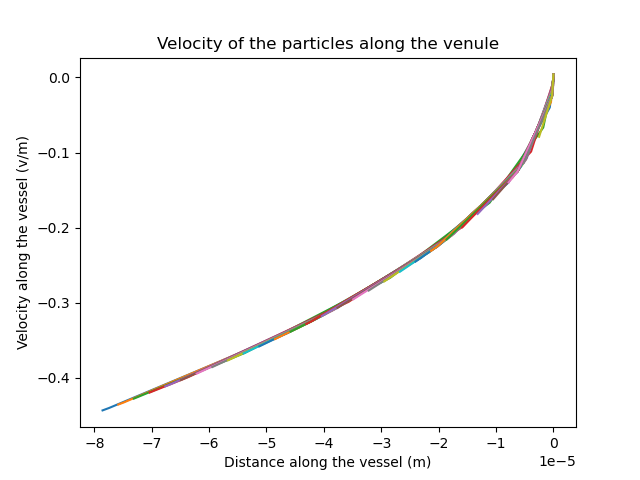 Velocity of the particles along the venule
0.0
−0.1
−0.2
−0.3
−0.4
Velocity along the vessel (v/m)
−8 −7 −6 −5 −4 −3 −2 −1 0
1e−5
Distance along the vessel (m)